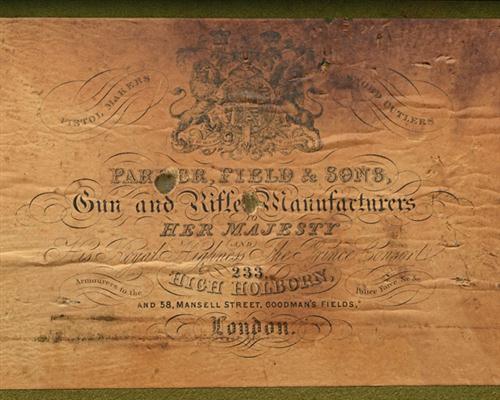 PISTOL MAKERS
SWORD CUTLERS
PARKER, FIELD & SONS,
Gun and Rifle Manufacturers
TO
HER MAJESTY
AND
His Royal Highness The Prince Consort
233
HIGH HOLBORN,
Armourers to the
Police Force &c &c
AND 58, MANSELL STREET, GOODMAN'S FIELDS,
London.